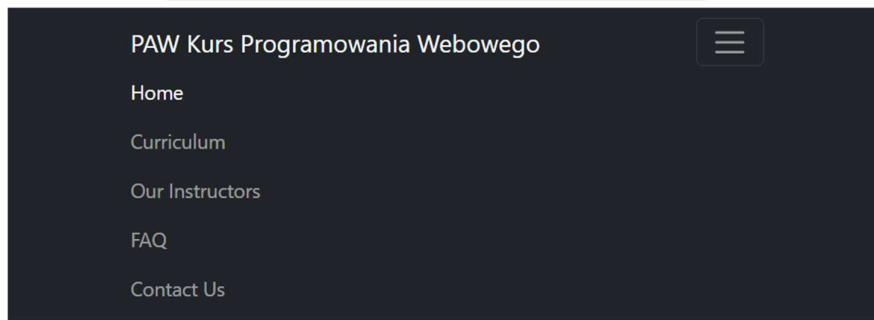 PAW Kurs Programowania Webowego
Home
Curriculum
Our Instructors
FAQ
Contact Us